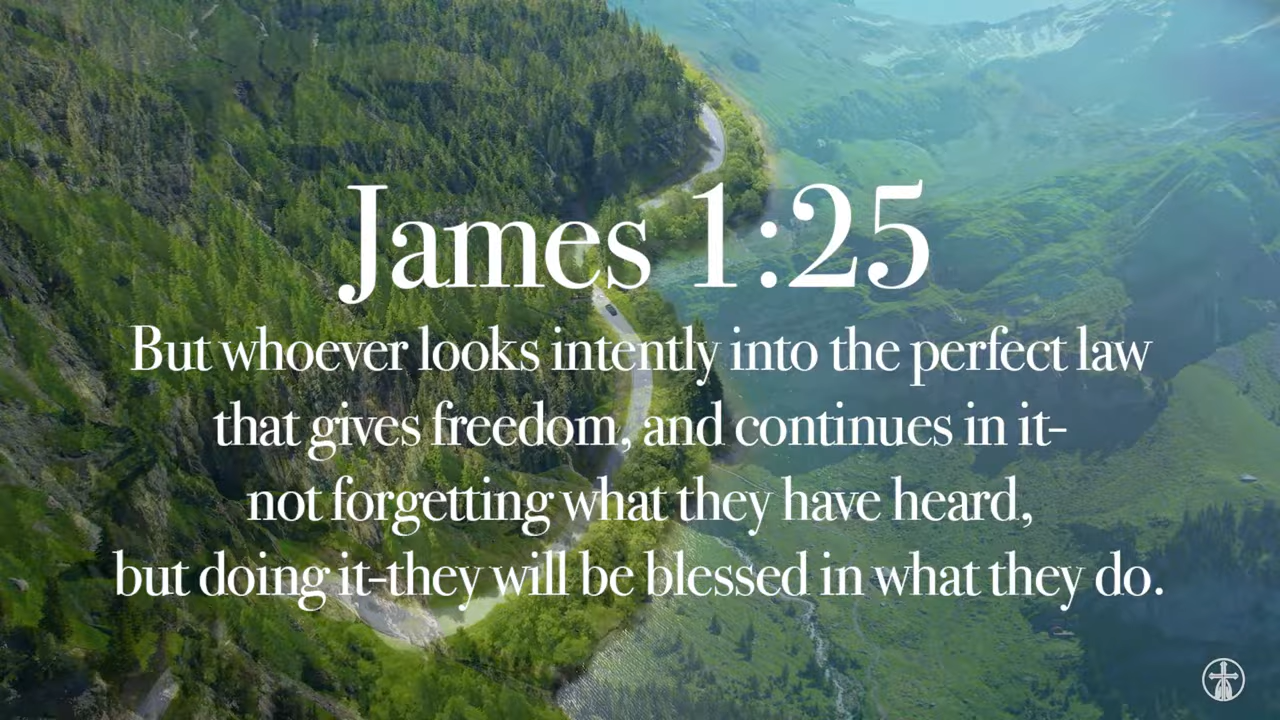 James 1:25
But whoever looks intently into the perfect law
that gives freedom, and continues in it-
not forgetting what they have heard,
but doing it-they will be blessed in what they do.